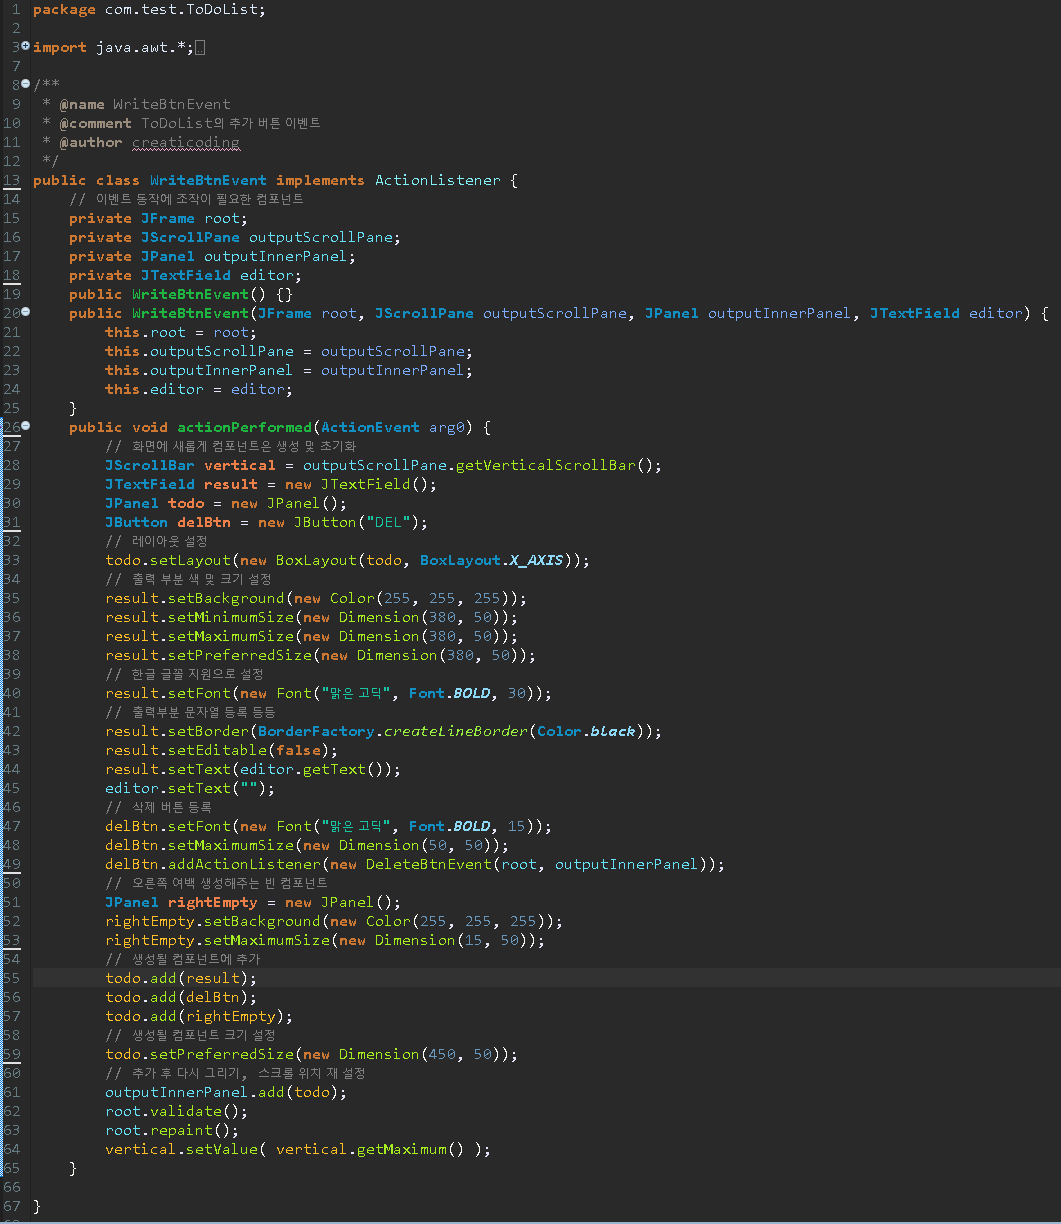 1 package com.test.ToDoList;
2
3 import java.awt.*;
7
8 /**
9 * @name WriteBtnEvent
10 * @comment ToDoList의 추가 버튼 이벤트
11 * @author creaticoding
12 */
13 public class WriteBtnEvent implements ActionListener {
14 // 이벤트 동작에 조작이 필요한 컴포넌트
15 private JFrame root;
16 private JScrollPane outputScrollPane;
17 private JPanel outputInnerPanel;
18 private JTextField editor;
19 public WriteBtnEvent() {}
20 public WriteBtnEvent(JFrame root, JScrollPane outputScrollPane, JPanel outputInnerPanel, JTextField editor) {
21 this.root = root;
22 this.outputScrollPane = outputScrollPane;
23 this.outputInnerPanel = outputInnerPanel;
24 this.editor = editor;
25 }
26 public void actionPerformed(ActionEvent arg0) {
27 // 화면에 새롭게 컴포넌트은 생성 및 초기화
28 JScrollBar vertical = outputScrollPane.getVerticalScrollBar();
29 JTextField result = new JTextField();
30 JPanel todo = new JPanel();
31 JButton delBtn = new JButton("DEL");
32 // 레이아웃 설정
33 todo.setLayout(new BoxLayout(todo, BoxLayout.X_AXIS));
34 // 출력 부분 색 및 크기 설정
35 result.setBackground(new Color(255, 255, 255));
36 result.setMinimumSize(new Dimension(380, 50));
37 result.setMaximumSize(new Dimension(380, 50));
38 result.setPreferredSize(new Dimension(380, 50));
39 // 한글 글꼴 지원으로 설정
40 result.setFont(new Font("맑은 고딕", Font.BOLD, 30));
41 // 출력부분 문자열 등록 등등
42 result.setBorder(BorderFactory.createLineBorder(Color.black));
43 result.setEditable(false);
44 result.setText(editor.getText());
45 editor.setText("");
46 // 삭제 버튼 등록
47 delBtn.setFont(new Font("맑은 고딕", Font.BOLD, 15));
48 delBtn.setMaximumSize(new Dimension(50, 50));
49 delBtn.addActionListener(new DeleteBtnEvent(root, outputInnerPanel));
50 // 오른쪽 여백 생성해주는 빈 컴포넌트
51 JPanel rightEmpty = new JPanel();
52 rightEmpty.setBackground(new Color(255, 255, 255));
53 rightEmpty.setMaximumSize(new Dimension(15, 50));
54 // 생성될 컴포넌트에 추가
55 todo.add(result);
56 todo.add(delBtn);
57 todo.add(rightEmpty);
58 // 생성될 컴포넌트 크기 설정
59 todo.setPreferredSize(new Dimension(450, 50));
60 // 추가 후 다시 그리기, 스크롤 위치 재 설정
61 outputInnerPanel.add(todo);
62 root.validate();
63 root.repaint();
64 vertical.setValue( vertical.getMaximum() );
65 }
66
67 }